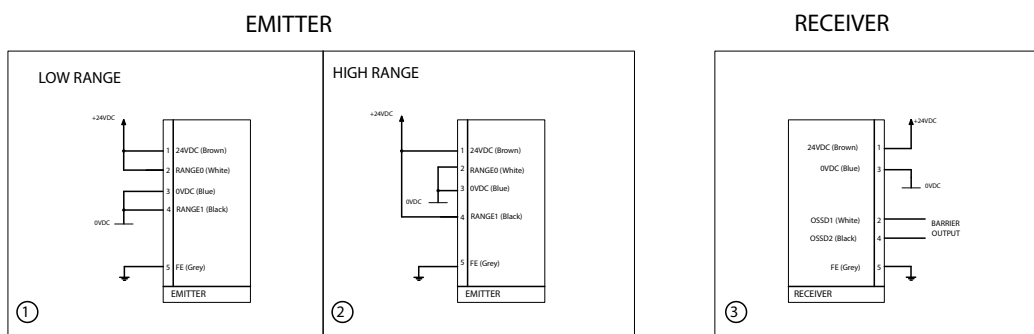 EMITTER
RECEIVER
LOW RANGE
+24VDC
1 24VDC (Brown)
2 RANGE0 (White)
3 0VDC (Blue)
4 RANGE1 (Black)
0VDC
5 FE (Grey)
EMITTER
1
HIGH RANGE
+24VDC
1 24VDC (Brown)
2 RANGE0 (White)
3 0VDC (Blue)
0VDC
4 RANGE1 (Black)
5 FE (Grey)
EMITTER
2
+24VDC
24VDC (Brown) 1
0VDC (Blue) 3
0VDC
OSSD1 (White) 2
OSSD2 (Black) 4
BARRIER
OUTPUT
FE (Grey) 5
RECEIVER
3